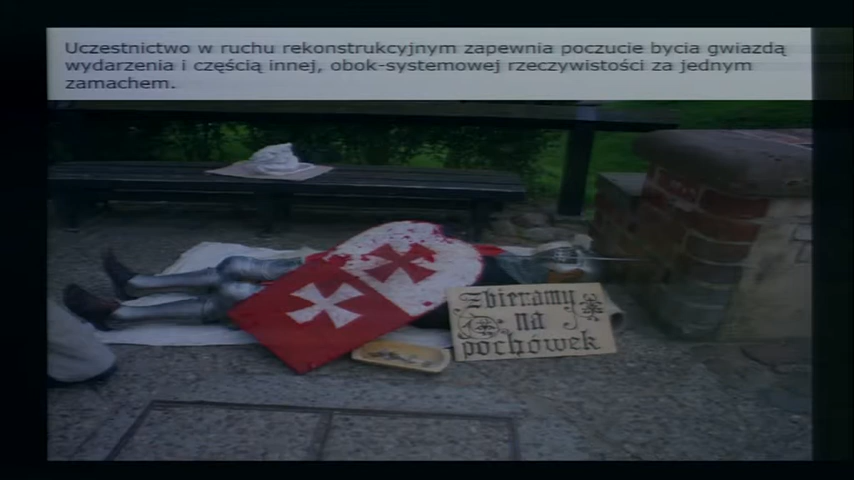 Uczestnictwo w ruchu rekonstrukcyjnym zapewnia poczucie bycia gwiazdą
wydarzenia i częścią innej, obok-systemowej rzeczywistości za jednym
zamachem.
Zbieramy
na
pochówek